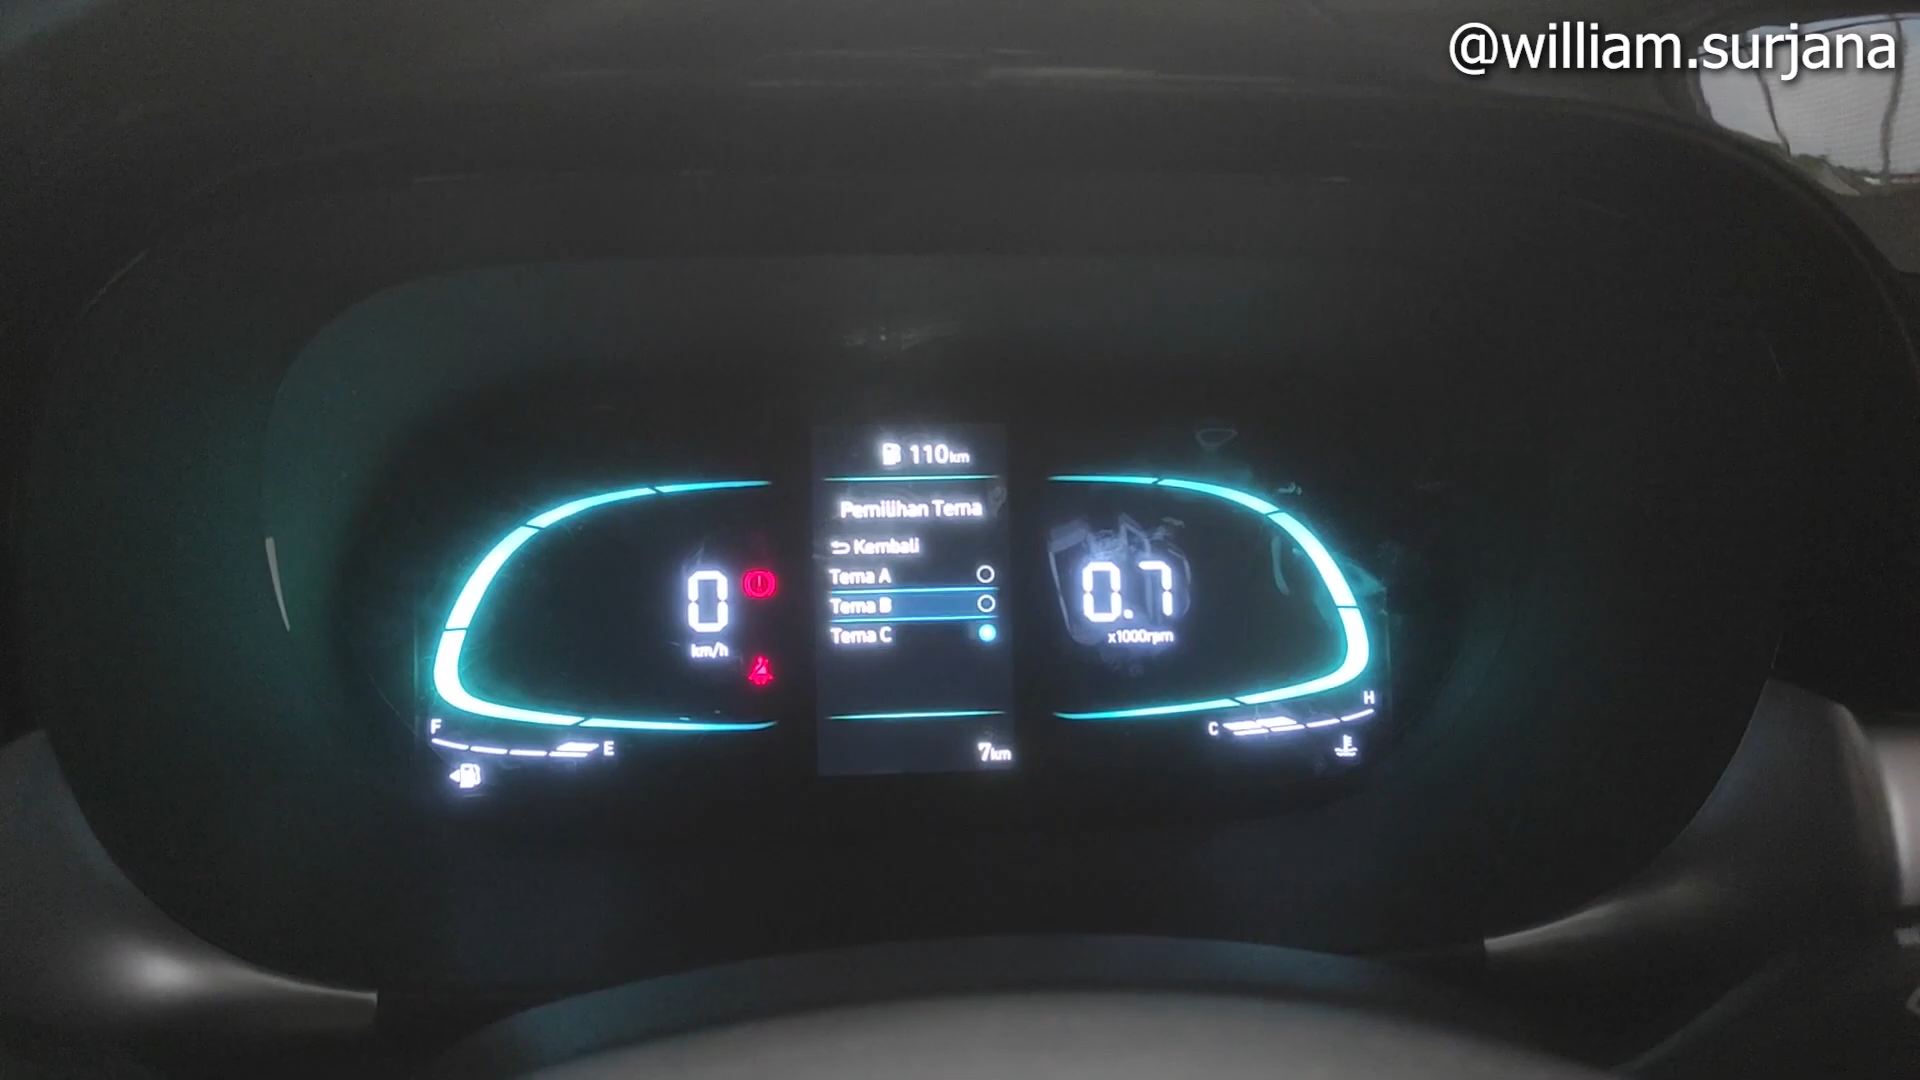 @william.surjana
110km
Pemilihan Tema
Kembali
Tema A
Tema B
Tema C
0
km/h
0.7
x1000rpm
F
E
C
H
7km